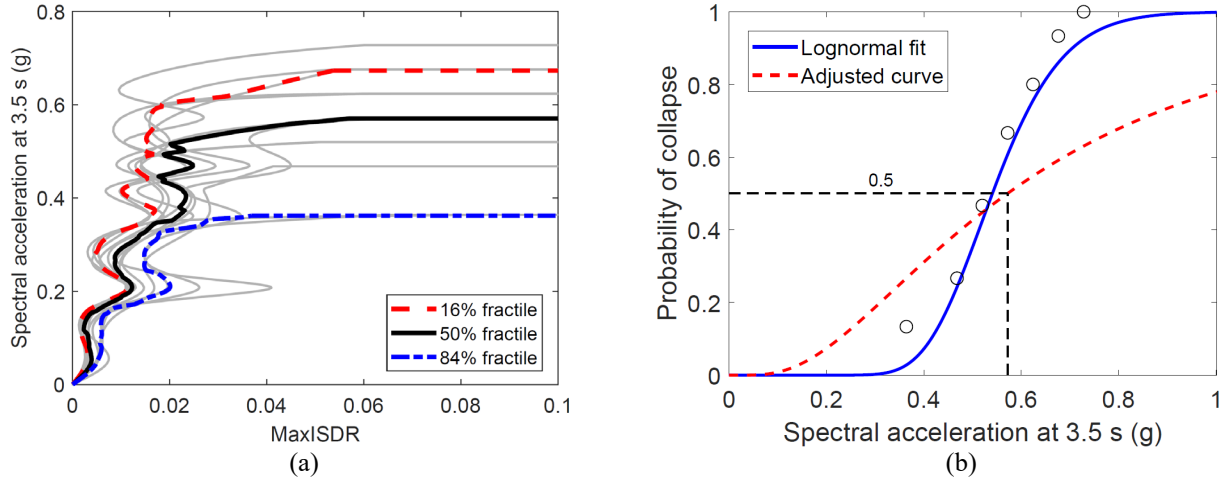 Spectral acceleration at 3.5 s (g)
0.8
0.6
0.4
0.2
0
0 0.02 0.04 0.06 0.08 0.1
MaxISDR
16% fractile
50% fractile
84% fractile
(a)
Probability of collapse
1
0.8
0.6
0.4
0.2
0
0 0.2 0.4 0.6 0.8 1
Spectral acceleration at 3.5 s (g)
Lognormal fit
Adjusted curve
0.5
(b)